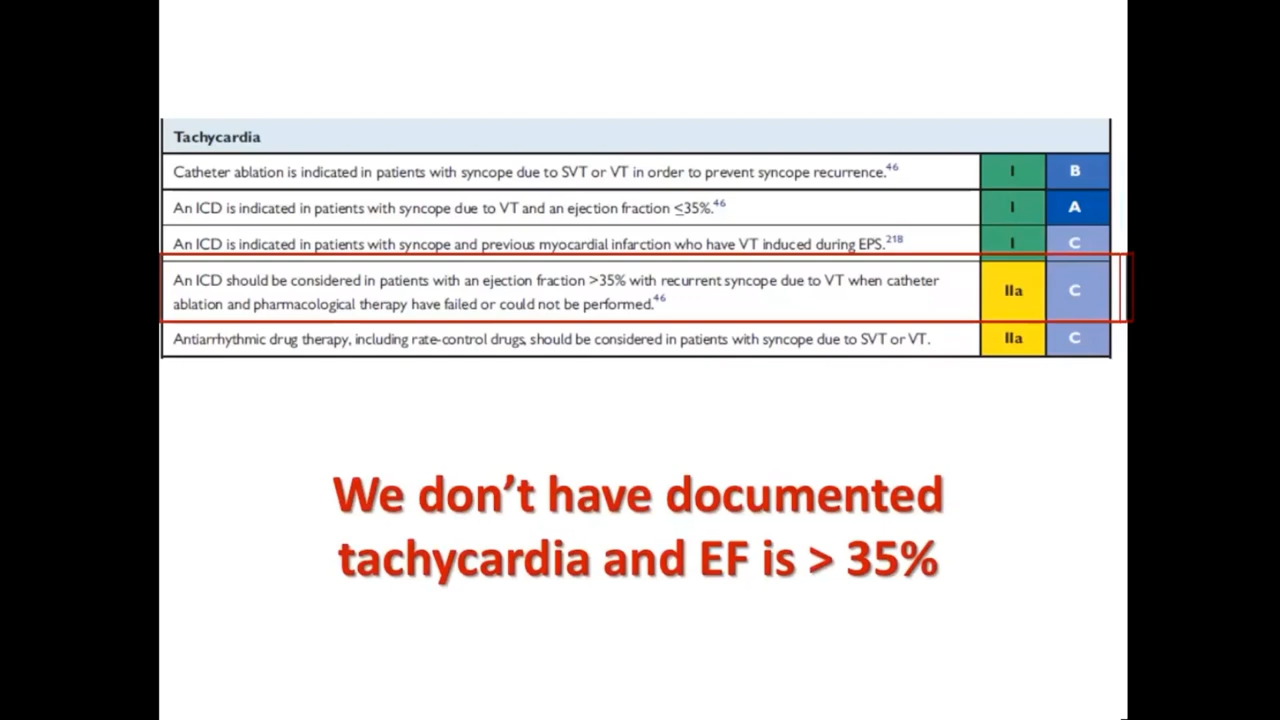 Tachycardia
Catheter ablation is indicated in patients with syncope due to SVT or VT in order to prevent syncope recurrence.46 I B
An ICD is indicated in patients with syncope due to VT and an ejection fraction ≤35%.46 I A
An ICD is indicated in patients with syncope and previous myocardial infarction who have VT induced during EPS.218 I C
An ICD should be considered in patients with an ejection fraction >35% with recurrent syncope due to VT when catheter
ablation and pharmacological therapy have failed or could not be performed.46 IIa C
Antiarrhythmic drug therapy, including rate-control drugs, should be considered in patients with syncope due to SVT or VT. IIa C
We don't have documented
tachycardia and EF is > 35%